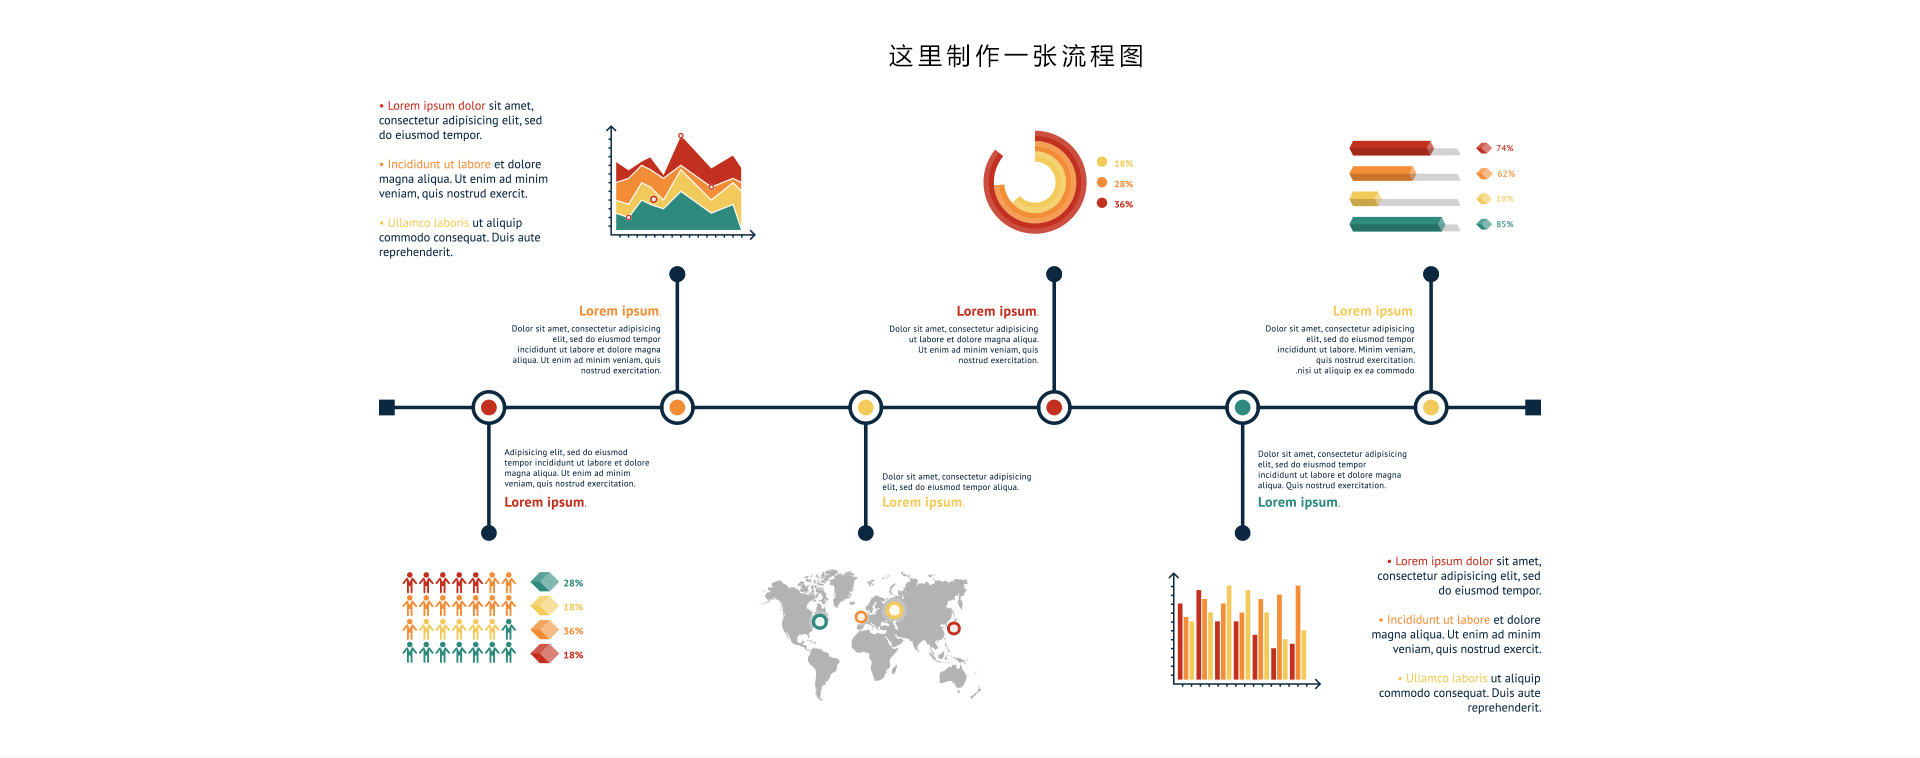 这里制作一张流程图
• Lorem ipsum dolor sit amet,
consectetur adipisicing elit, sed
do eiusmod tempor.
• Incididunt ut labore et dolore
magna aliqua. Ut enim ad minim
veniam, quis nostrud exercit.
• Ullamco laboris ut aliquip
commodo consequat. Duis aute
reprehenderit.
18%
28%
36%
74%
62%
18%
85%
Lorem ipsum.
Dolor sit amet, consectetur adipisicing
elit, sed do eiusmod tempor
incididunt ut labore et dolore magna
aliqua. Ut enim ad minim veniam, quis
nostrud exercitation.
Lorem ipsum.
Dolor sit amet, consectetur adipisicing
ut labore et dolore magna aliqua.
Ut enim ad minim veniam, quis
nostrud exercitation.
Lorem ipsum.
Dolor sit amet, consectetur adipisicing
elit, sed do eiusmod tempor
incididunt ut labore. Minim veniam,
quis nostrud exercitation.
.nisi ut aliquip ex ea commodo
Adipisicing elit, sed do eiusmod
tempor incididunt ut labore et dolore
magna aliqua. Ut enim ad minim
veniam, quis nostrud exercitation.
Lorem ipsum.
Dolor sit amet, consectetur adipisicing
elit, sed do eiusmod tempor aliqua.
Lorem ipsum.
Dolor sit amet, consectetur adipisicing
elit, sed do eiusmod tempor
incididunt ut labore et dolore magna
aliqua. Quis nostrud exercitation.
Lorem ipsum.
28%
18%
36%
18%
• Lorem ipsum dolor sit amet,
consectetur adipisicing elit, sed
do eiusmod tempor.
• Incididunt ut labore et dolore
magna aliqua. Ut enim ad minim
veniam, quis nostrud exercit.
• Ullamco laboris ut aliquip
commodo consequat. Duis aute
reprehenderit.